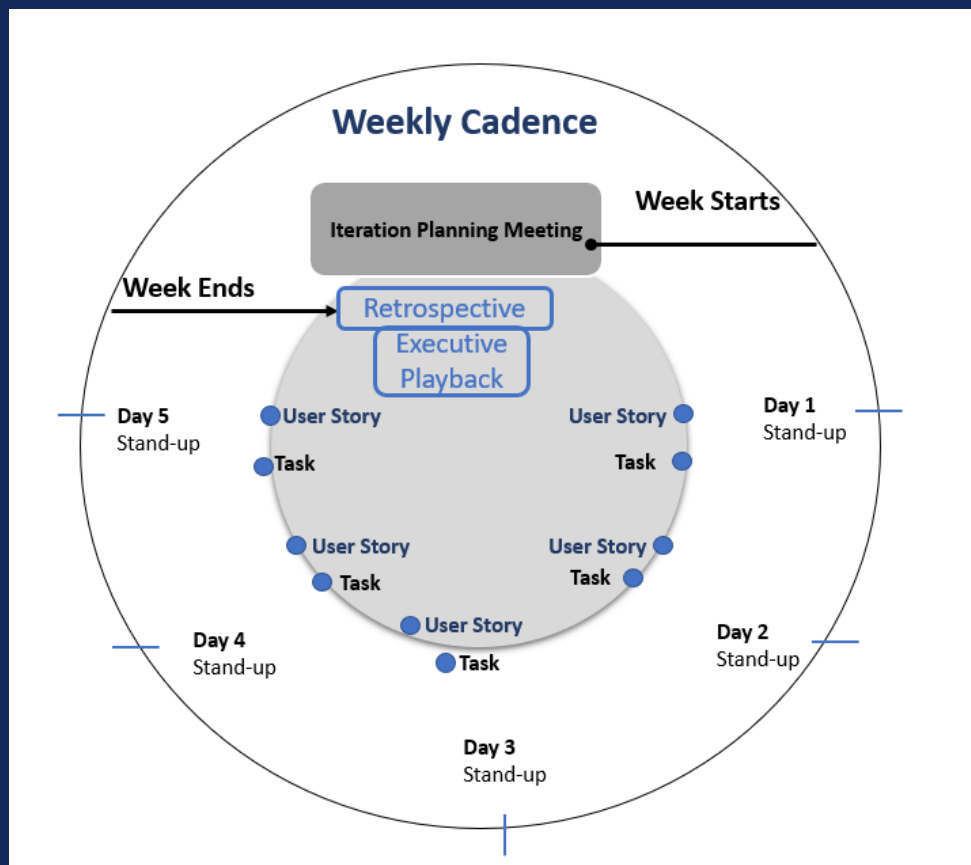 Weekly Cadence
Week Starts
Iteration Planning Meeting
Week Ends
Retrospective
Executive
Playback
Day 1
Stand-up
User Story
Task
User Story
Task
Day 2
Stand-up
User Story
Task
Day 3
Stand-up
User Story
Task
Day 4
Stand-up
User Story
Task
Day 5
Stand-up